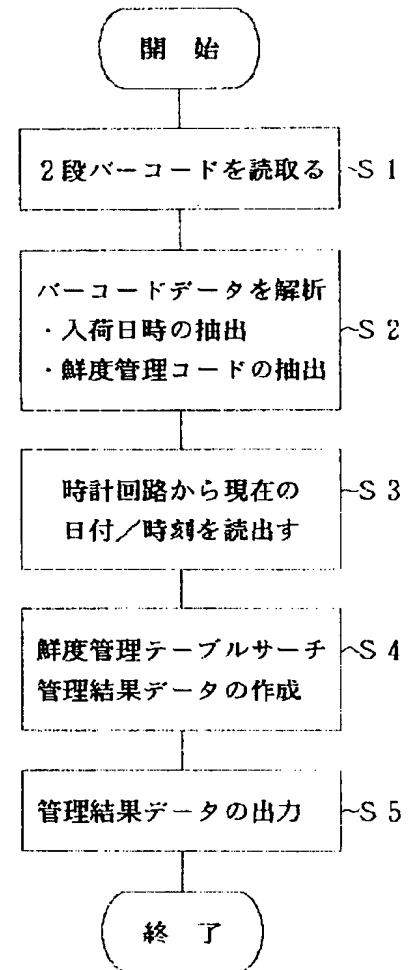 開 始
2段バーコードを読取る ~S 1
バーコードデータを解析
・入荷日時の抽出 ~S 2
・鮮度管理コードの抽出
時計回路から現在の ~S 3
日付／時刻を読出す
鮮度管理テーブルサーチ ~S 4
管理結果データの作成
管理結果データの出力 ~S 5
終 了